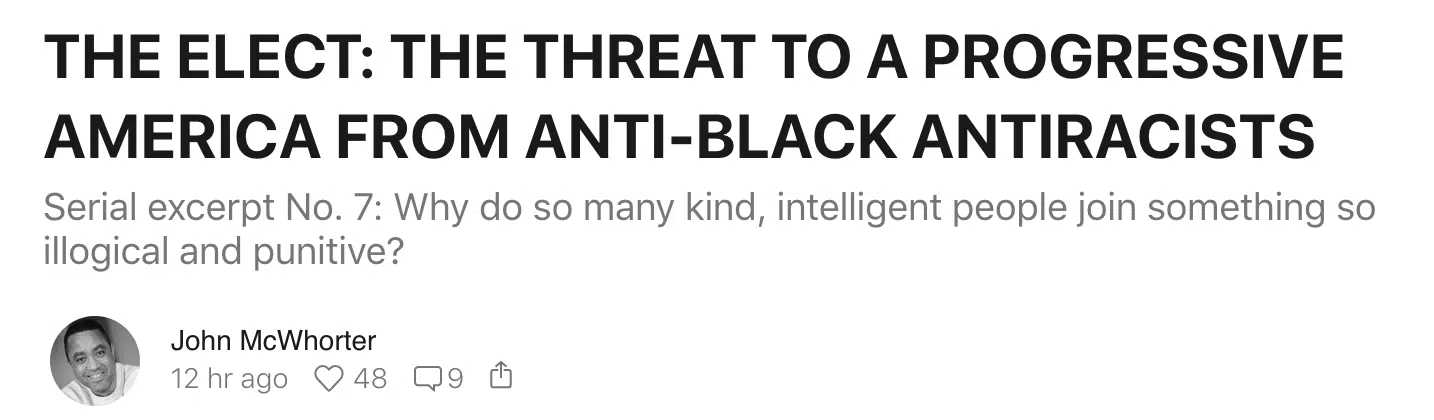 THE ELECT: THE THREAT TO A PROGRESSIVE
AMERICA FROM ANTI-BLACK ANTIRACISTS
Serial excerpt No. 7: Why do so many kind, intelligent people join something so
illogical and punitive?
John McWhorter
12 hr ago 48 9